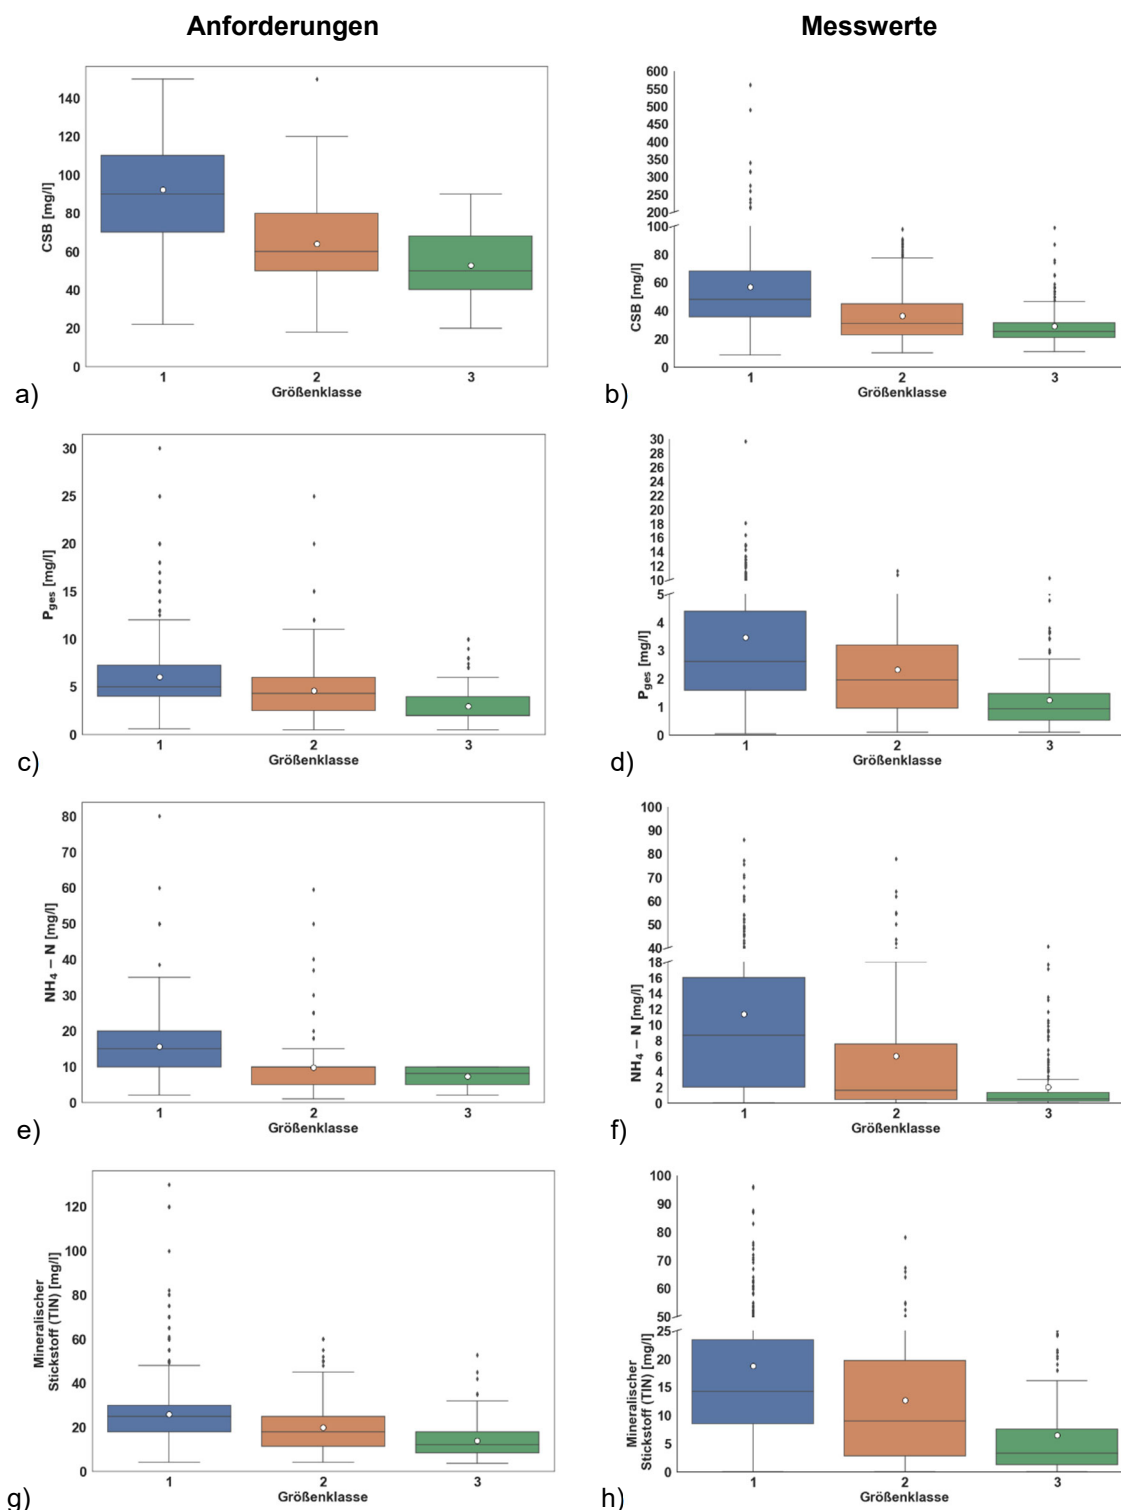 Anforderungen
Messwerte
CSB [mg/l]
140
120
100
80
60
40
20
0
1 2 3
Größenklasse
a)
CSB [mg/l]
600
550
500
450
400
350
300
250
200
100
80
60
40
20
0
1 2 3
Größenklasse
b)
P_ges [mg/l]
30
25
20
15
10
5
0
1 2 3
Größenklasse
c)
P_ges [mg/l]
30
28
26
24
22
20
18
16
14
12
10
5
4
3
2
1
0
1 2 3
Größenklasse
d)
NH₄ – N [mg/l]
80
70
60
50
40
30
20
10
0
1 2 3
Größenklasse
e)
NH₄ – N [mg/l]
100
90
80
70
60
50
40
18
16
14
12
10
8
6
4
2
0
1 2 3
Größenklasse
f)
Mineralischer
Stickstoff (TIN) [mg/l]
120
100
80
60
40
20
0
1 2 3
Größenklasse
g)
Mineralischer
Stickstoff (TIN) [mg/l]
100
90
80
70
60
50
25
20
15
10
5
0
1 2 3
Größenklasse
h)